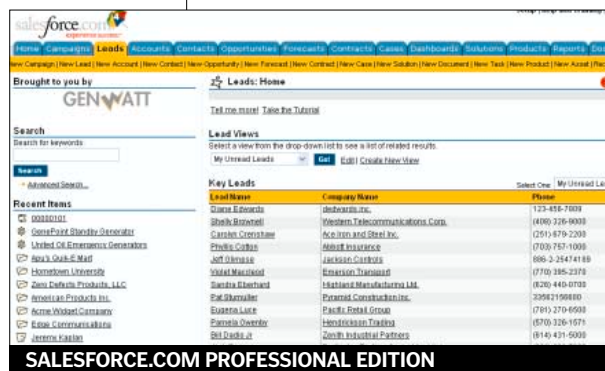 salesforce.com
Home Campaigns Leads Accounts Contacts Opportunities Forecasts Contracts Cases Dashboards Solutions Products Reports
New Campaign | New Lead | New Account | New Contact | New Opportunity | New Forecast | New Contract | New Case | New Solution | New Document | New Task | New Product | New Asset
Brought to you by
GENWATT
Search
Search for keywords
Search
Advanced Search...
Recent Items
00000101
GenePoint Standby Generator
United Oil Emergency Generators
Apu's Quik-E Mart
Hometown University
Zero Defects Products, LLC
American Products Inc.
Acme Widget Company
Edge Communications
Jeremy Kaplan
Leads: Home
Tell me more! Take the Tutorial
Lead Views
Select a view from the drop-down list to see a list of related results.
My Unread Leads Go! Edit | Create New View
Key Leads Select One: My Unread
Lead Name Company Name Phone
Diane Edwards dedwards inc. 123-456-7809
Shelly Brownell Western Telecommunications Corp. (408) 326-9000
Carolyn Crenshaw Ace Iron and Steel Inc. (251) 679-2200
Phyllis Cotton Abbott Insurance (703) 757-1000
Jeff Glimpse Jackson Controls 886-2-25474189
Violet Maccleod Emerson Transport (770) 395-2370
Sandra Eberhard Highland Manufacturing Ltd. (626) 440-0700
Pat Stumuller Pyramid Construction Inc. 33562156600
Eugena Luce Pacific Retail Group (781) 270-6500
Pamela Owenby Hendrickson Trading (570) 326-1571
Bill Dadio Jr Zenith Industrial Partners (614) 431-5000
SALESFORCE.COM PROFESSIONAL EDITION